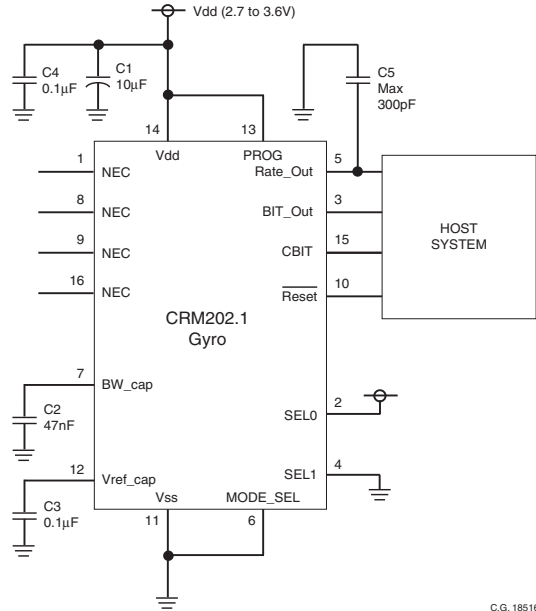 Vdd (2.7 to 3.6V)
C4
0.1µF
C1
10µF
C5
Max
300pF
14
13
Vdd
PROG
1
NEC
8
NEC
9
NEC
16
NEC
Rate_Out
5
BIT_Out
3
CBIT
15
Reset
10
HOST
SYSTEM
CRM202.1
Gyro
7
BW_cap
C2
47nF
SEL0
2
SEL1
4
12
Vref_cap
C3
0.1µF
Vss
MODE_SEL
11
6
C.G. 18516